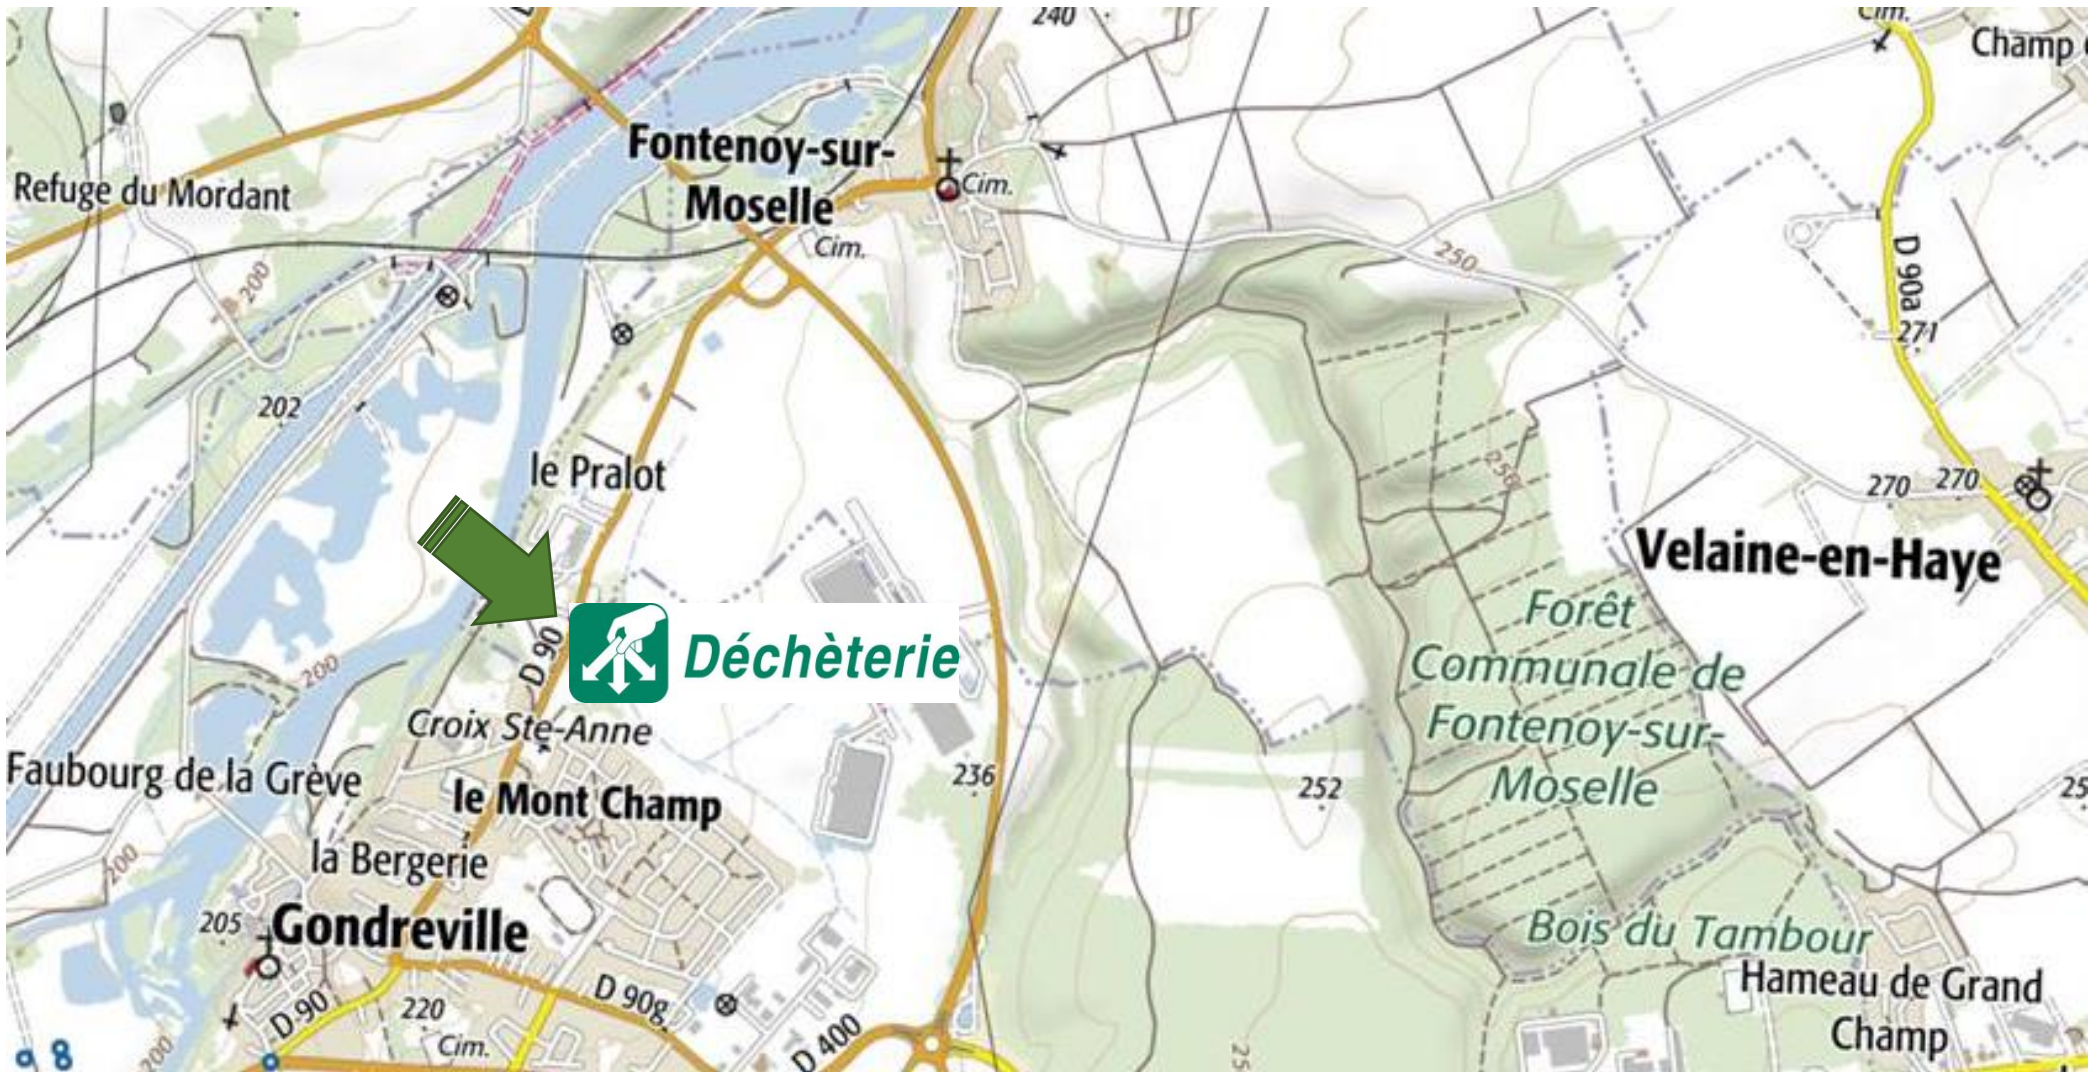 240
Cim.
Champ
Fontenoy-sur-
Moselle
Cim.
Refuge du Mordant
Cim.
250
200
D 90a
271
202
le Pralot
250
270
270
Velaine-en-Haye
Forêt
Communale de
Fontenoy-sur-
Moselle
D 90
Déchèterie
200
Croix Ste-Anne
Faubourg de la Grève
le Mont Champ
236
252
25
la Bergerie
200
205
Gondreville
Bois du Tambour
Hameau de Grand
Champ
D 90
220
D 90g
D 400
Cim.
200
25